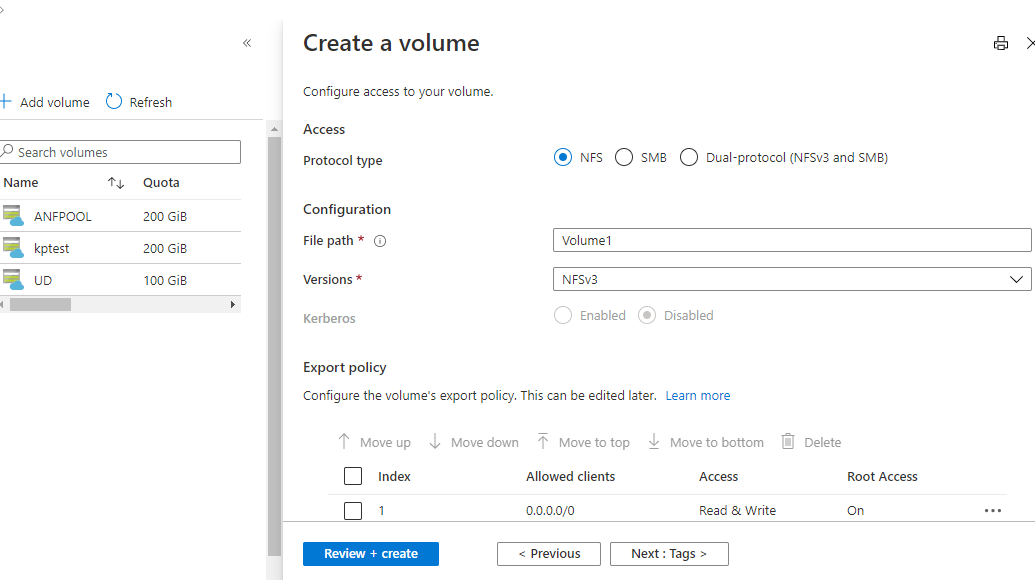 Create a volume
Configure access to your volume.
Add volume
Refresh
Search volumes
Name Quota
ANFPOOL 200 GiB
kptest 200 GiB
UD 100 GiB
Access
Protocol type
NFS SMB Dual-protocol (NFSv3 and SMB)
Configuration
File path * Volume1
Versions * NFSv3
Kerberos Enabled Disabled
Export policy
Configure the volume's export policy. This can be edited later. Learn more
Move up Move down Move to top Move to bottom Delete
Index Allowed clients Access Root Access
1 0.0.0.0/0 Read & Write On
Review + create < Previous Next : Tags >